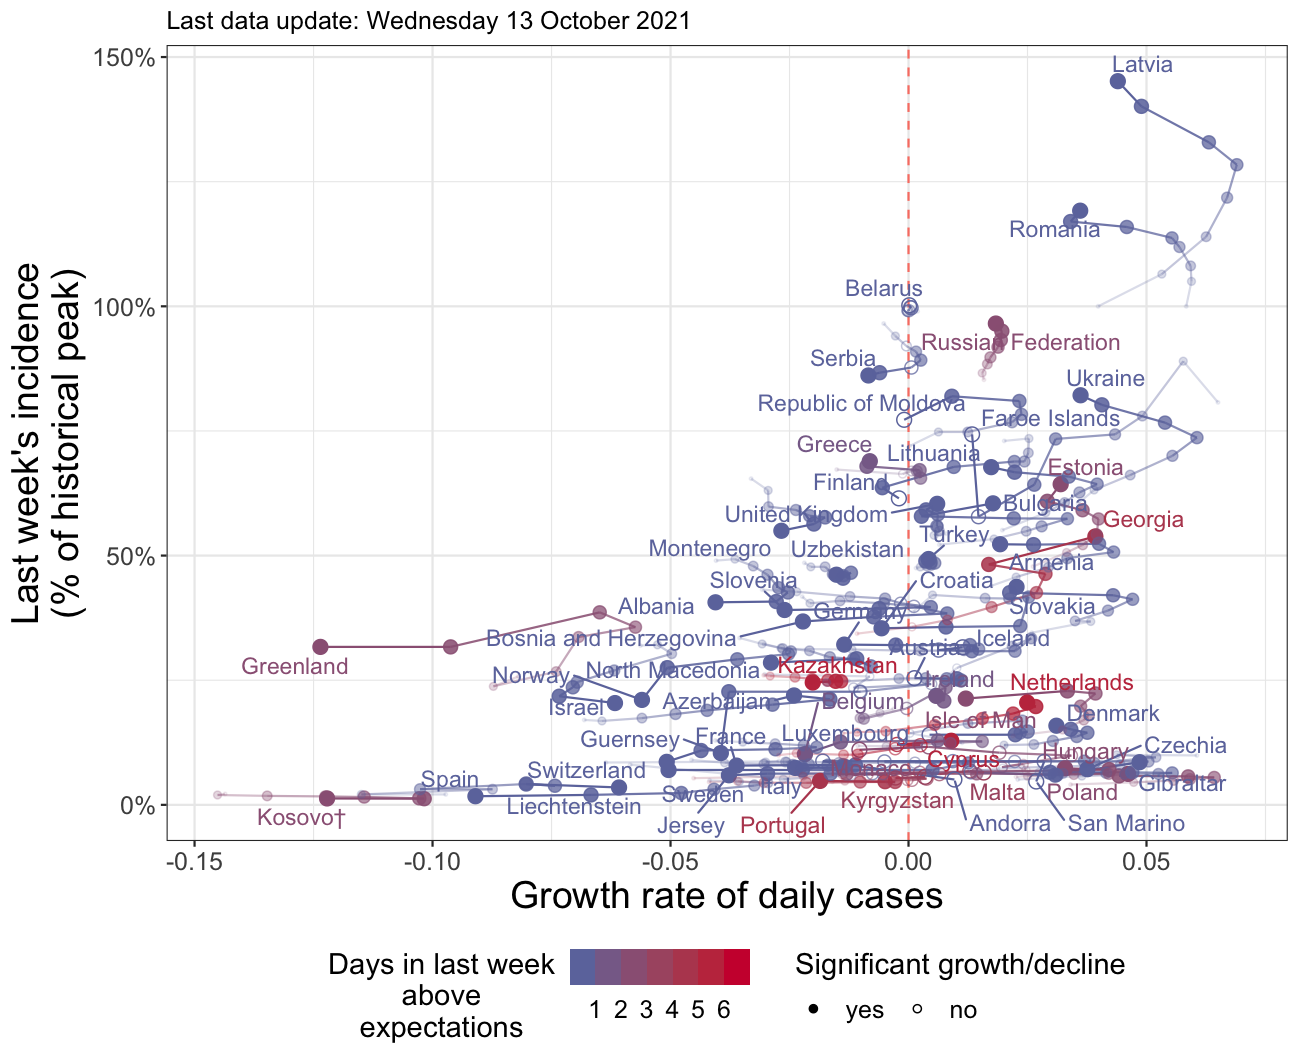 Last data update: Wednesday 13 October 2021
Last week's incidence
(% of historical peak)
150%
100%
50%
0%
Latvia
Romania
Belarus
Russian Federation
Serbia
Ukraine
Republic of Moldova
Faroe Islands
Greece
Lithuania
Estonia
Finland
Bulgaria
United Kingdom
Georgia
Turkey
Montenegro
Uzbekistan
Armenia
Slovenia
Croatia
Albania
Germany
Slovakia
Bosnia and Herzegovina
Austria
Iceland
Greenland
Kazakhstan
Norway
North Macedonia
Ireland
Netherlands
Israel
Azerbaijan
Belgium
Isle of Man
Denmark
Guernsey
France
Luxembourg
Hungary
Czechia
Spain
Switzerland
Monaco
Cyprus
Gibraltar
Liechtenstein
Sweden
Italy
Kyrgyzstan
Malta
Poland
Kosovo†
Jersey
Portugal
Andorra
San Marino
-0.15
-0.10
-0.05
0.00
0.05
Growth rate of daily cases
Days in last week
above
expectations
1 2 3 4 5 6
Significant growth/decline
yes
no